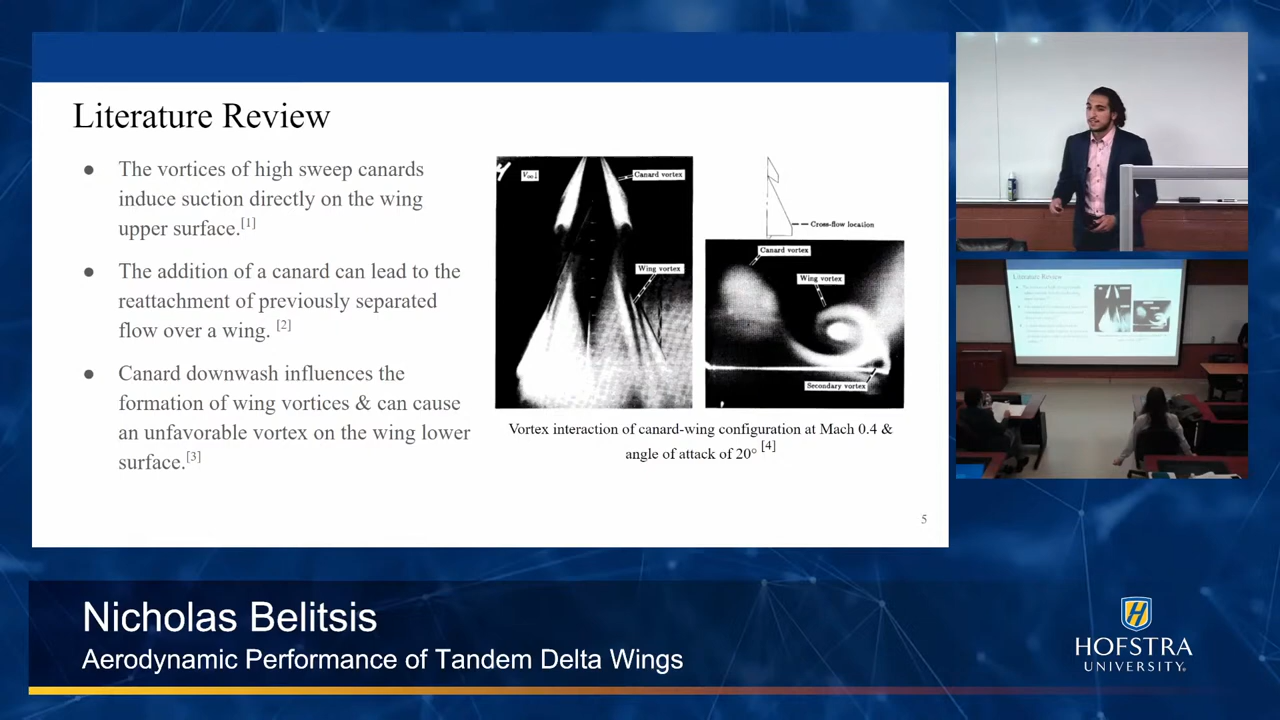 Literature Review
● The vortices of high sweep canards
induce suction directly on the wing
upper surface.[1]
● The addition of a canard can lead to the
reattachment of previously separated
flow over a wing. [2]
● Canard downwash influences the
formation of wing vortices & can cause
an unfavorable vortex on the wing lower
surface.[3]
V∞↓
Canard vortex
Wing vortex
Cross-flow location
Canard vortex
Wing vortex
Secondary vortex
Vortex interaction of canard-wing configuration at Mach 0.4 &
angle of attack of 20° [4]
5
Literature Review
Nicholas Belitsis
Aerodynamic Performance of Tandem Delta Wings
H
HOFSTRA
UNIVERSITY®